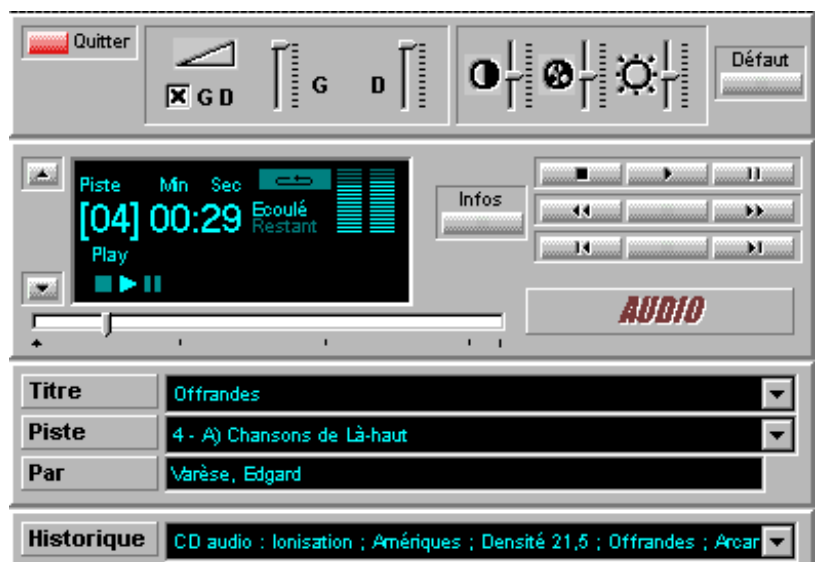 Quitter
G D
G
D
Défaut
Piste Min Sec
[04] 00:29
Ecoulé
Restant
Play
Infos
AUDIO
Titre Offrandes
Piste 4 - A) Chansons de Là-haut
Par Varèse, Edgard
Historique CD audio : Ionisation ; Amériques ; Densité 21,5 ; Offrandes ; Arcar